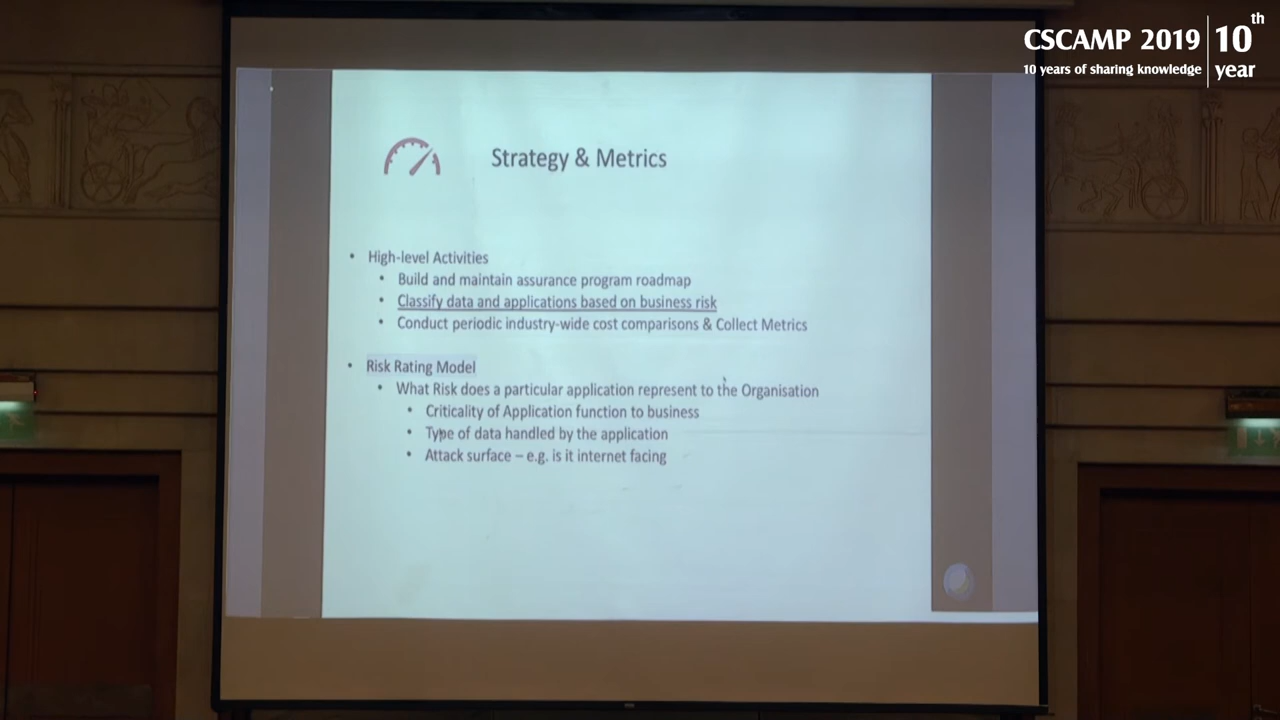 CSCAMP 2019
10 years of sharing knowledge
10th
year
Strategy & Metrics
• High-level Activities
• Build and maintain assurance program roadmap
• Classify data and applications based on business risk
• Conduct periodic industry-wide cost comparisons & Collect Metrics
• Risk Rating Model
• What Risk does a particular application represent to the Organisation
• Criticality of Application function to business
• Type of data handled by the application
• Attack surface – e.g. is it internet facing